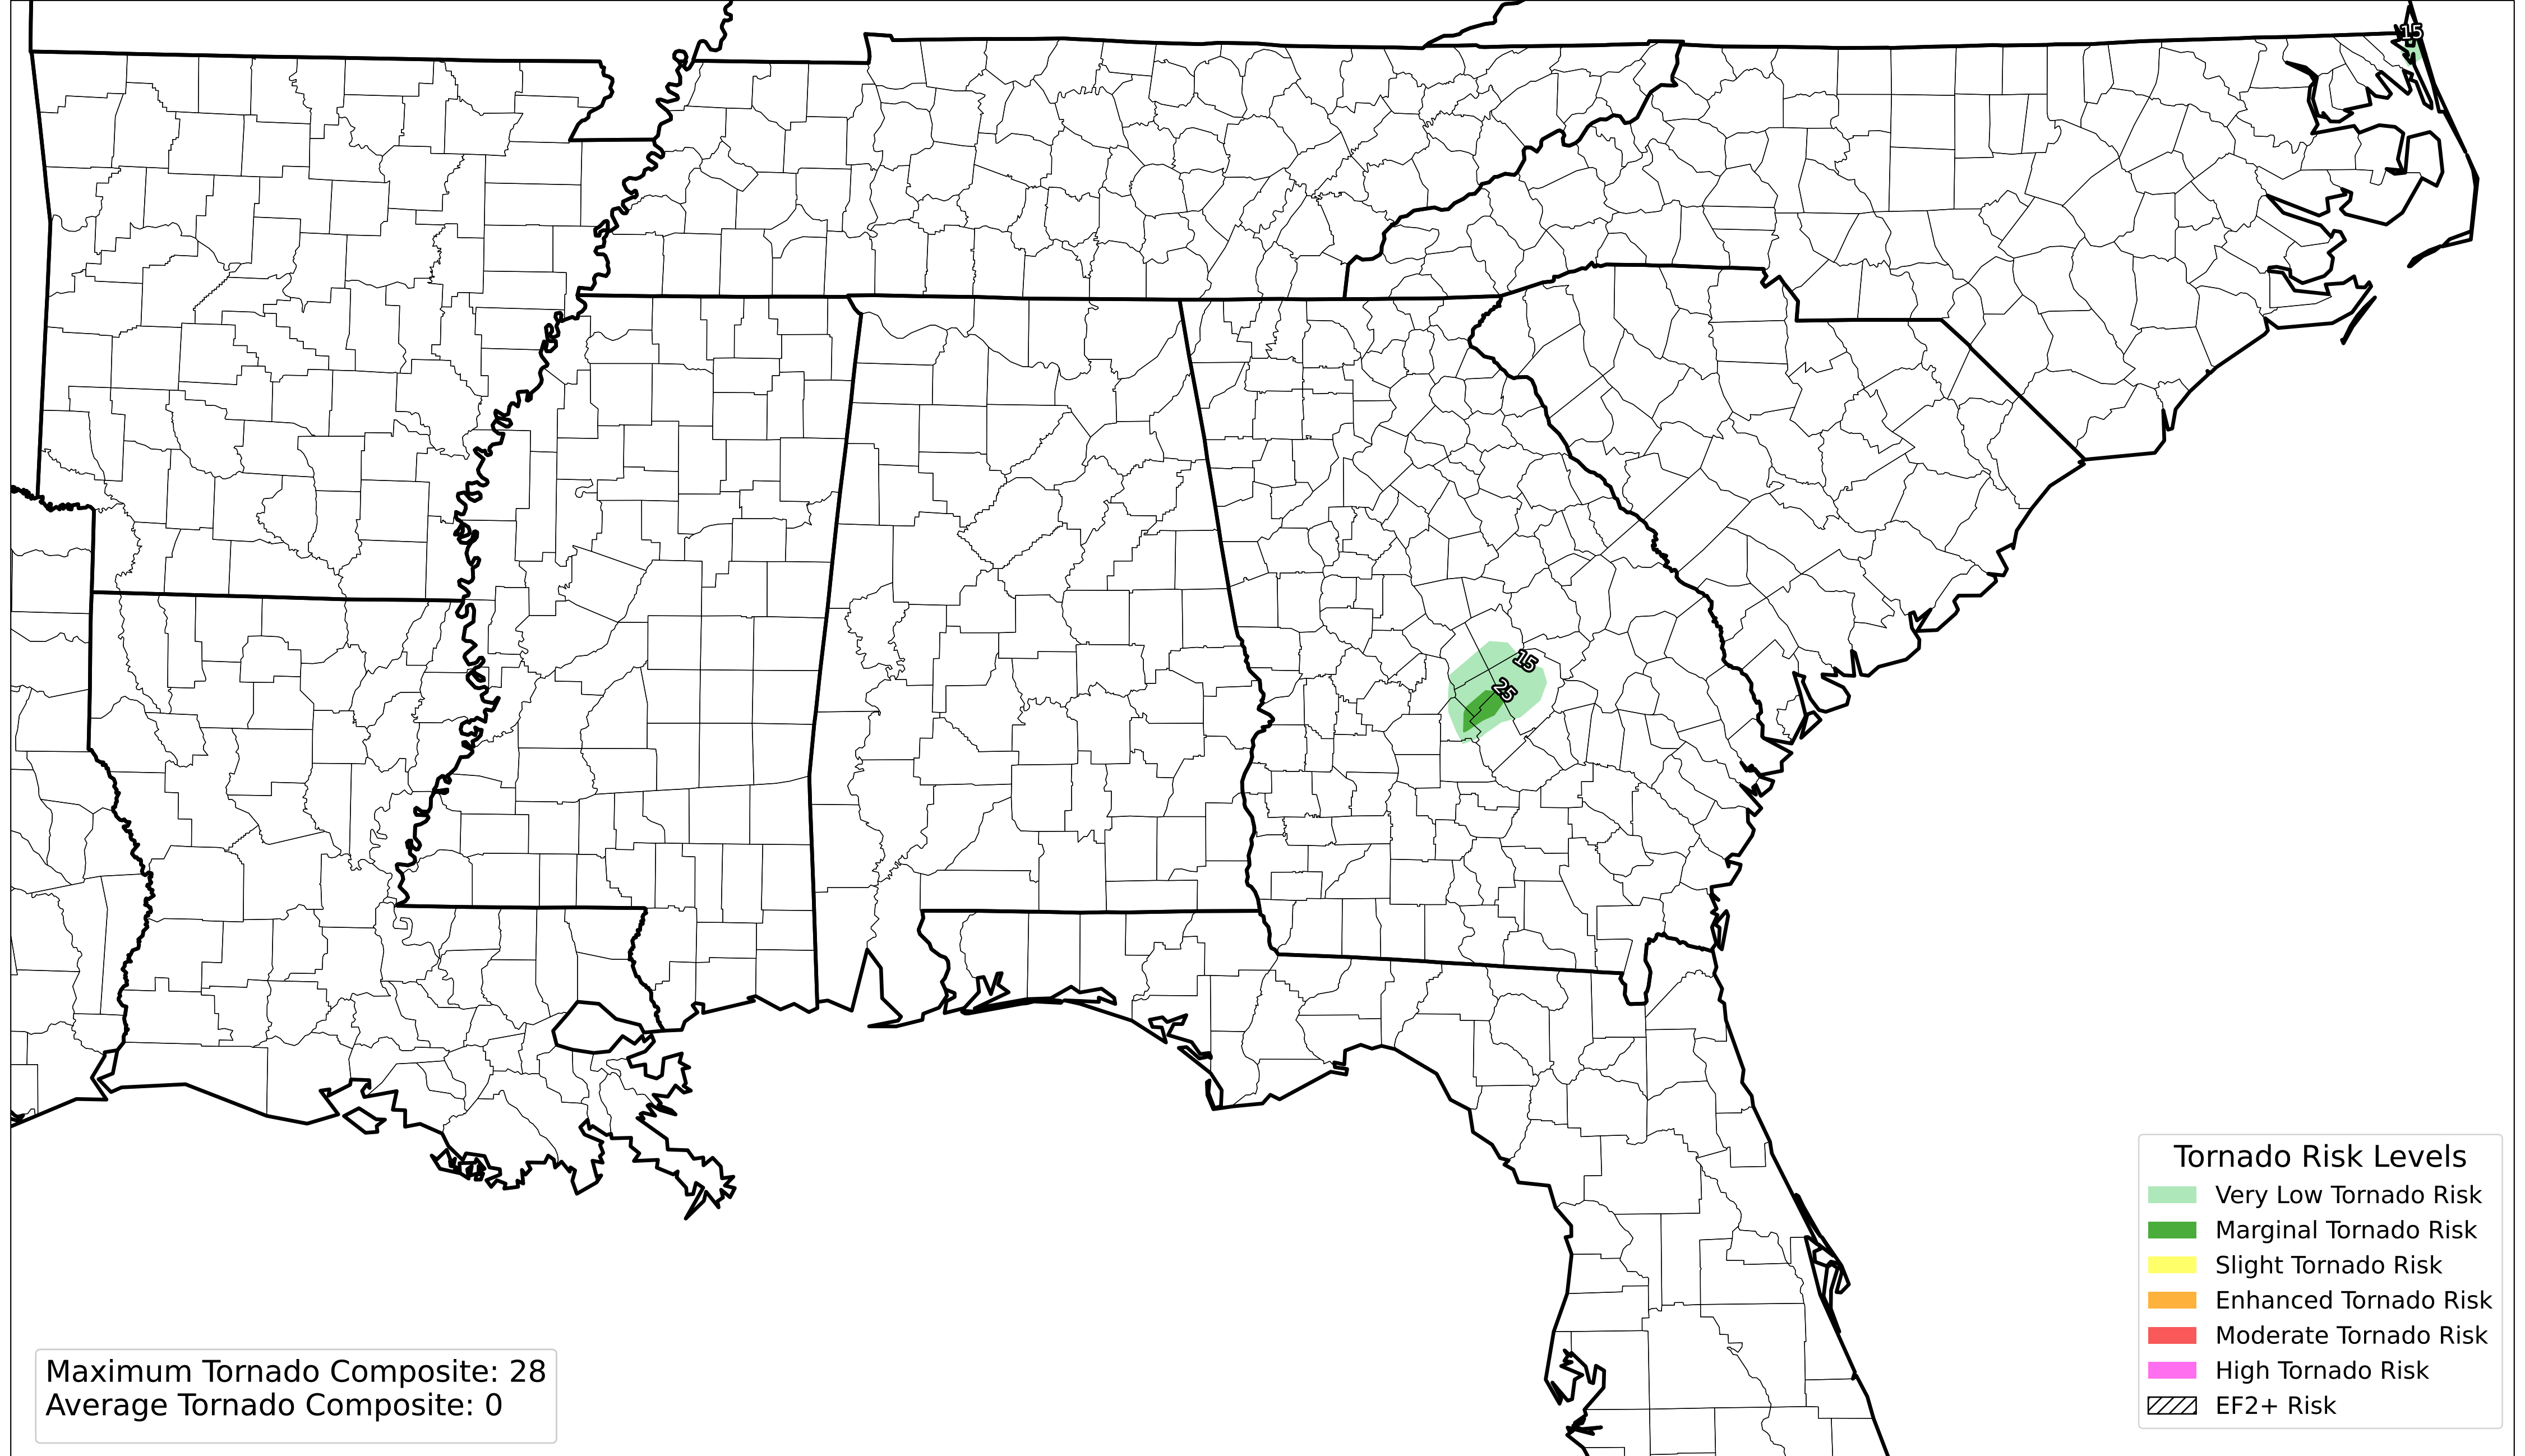 15
15
25
Tornado Risk Levels
Very Low Tornado Risk
Marginal Tornado Risk
Slight Tornado Risk
Enhanced Tornado Risk
Moderate Tornado Risk
High Tornado Risk
EF2+ Risk
Maximum Tornado Composite: 28
Average Tornado Composite: 0